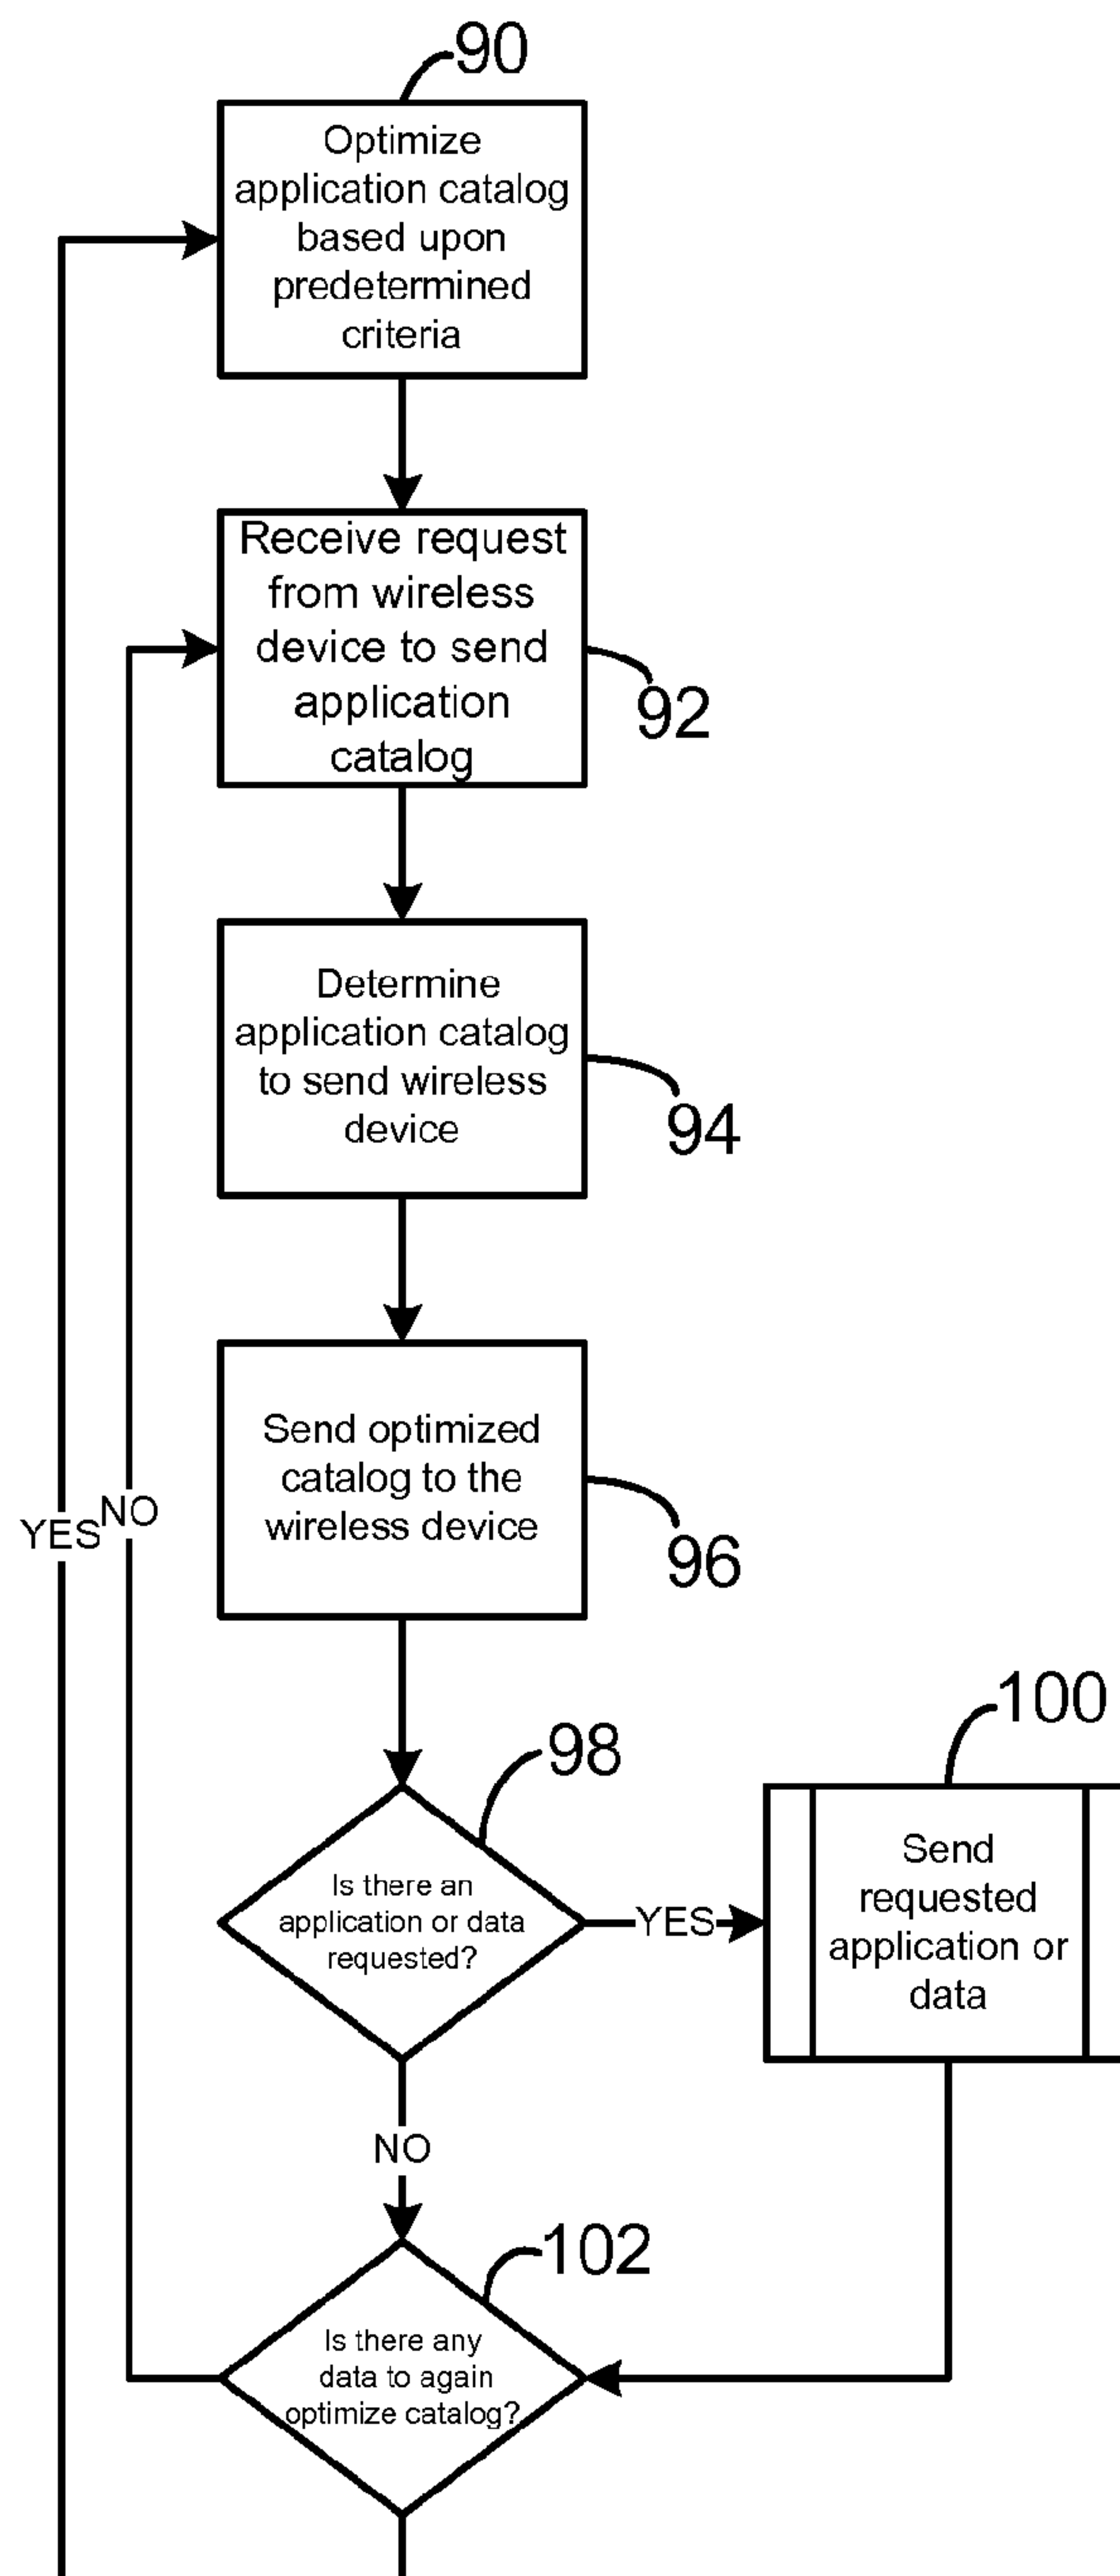 90
Optimize
application catalog
based upon
predetermined
criteria
Receive request
from wireless
device to send
application
catalog
92
Determine
application catalog
to send wireless
device
94
Send optimized
catalog to the
wireless device
96
YES
NO
98
Is there an
application or data
requested?
YES
100
Send
requested
application or
data
NO
102
Is there any
data to again
optimize catalog?